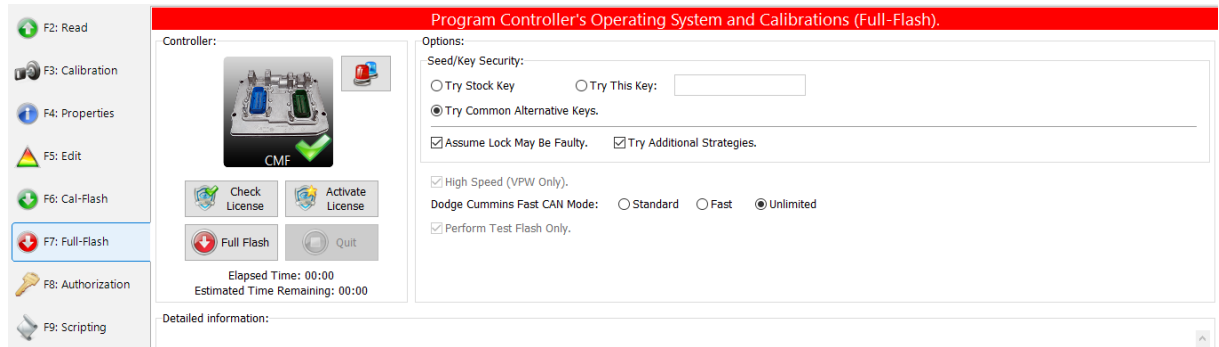 Program Controller's Operating System and Calibrations (Full-Flash).
F2: Read
F3: Calibration
F4: Properties
F5: Edit
F6: Cal-Flash
F7: Full-Flash
F8: Authorization
F9: Scripting
Controller:
CMF
Check License
Activate License
Full Flash
Quit
Elapsed Time: 00:00
Estimated Time Remaining: 00:00
Options:
Seed/Key Security:
Try Stock Key
Try This Key:
Try Common Alternative Keys.
Assume Lock May Be Faulty.
Try Additional Strategies.
High Speed (VPW Only).
Dodge Cummins Fast CAN Mode:
Standard
Fast
Unlimited
Perform Test Flash Only.
Detailed information: